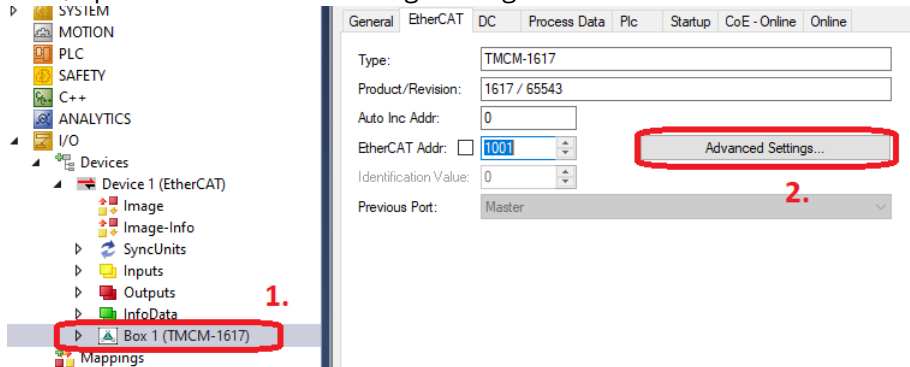 SYSTEM
MOTION
PLC
SAFETY
C++
ANALYTICS
I/O
Devices
Device 1 (EtherCAT)
Image
Image-Info
SyncUnits
Inputs
Outputs
InfoData
1.
Box 1 (TMCM-1617)
Mappings
General EtherCAT DC Process Data Plc Startup CoE - Online Online
Type: TMCM-1617
Product/Revision: 1617 / 65543
Auto Inc Addr: 0
EtherCAT Addr: 1001 Advanced Settings...
Identification Value: 0
2.
Previous Port: Master